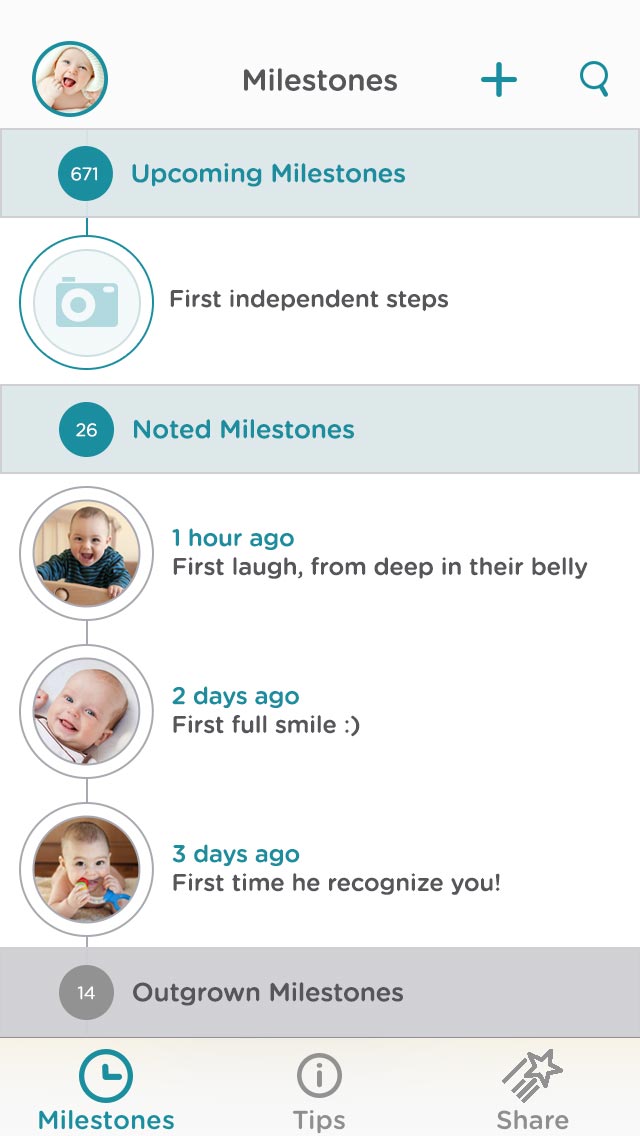 Milestones
671 Upcoming Milestones
First independent steps
26 Noted Milestones
1 hour ago
First laugh, from deep in their belly
2 days ago
First full smile :)
3 days ago
First time he recognize you!
14 Outgrown Milestones
Milestones Tips Share